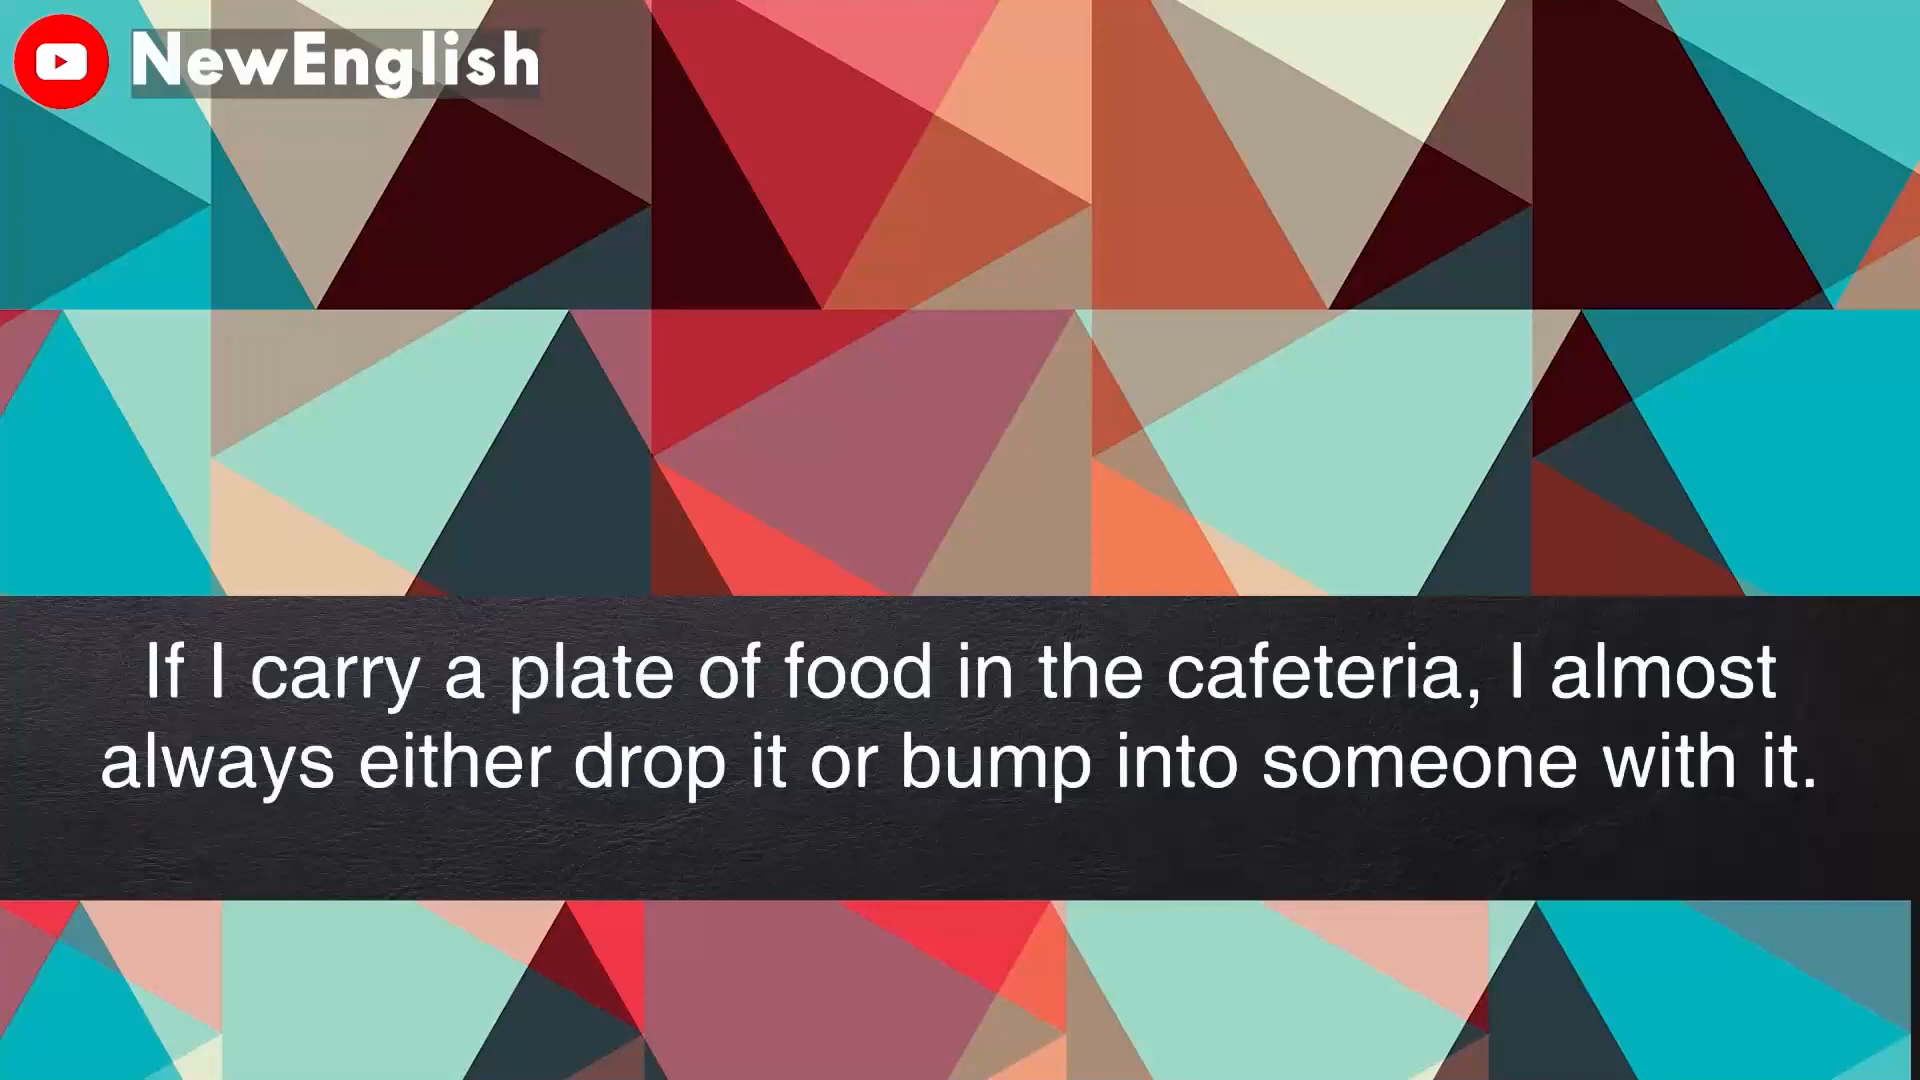 NewEnglish
If I carry a plate of food in the cafeteria, I almost
always either drop it or bump into someone with it.